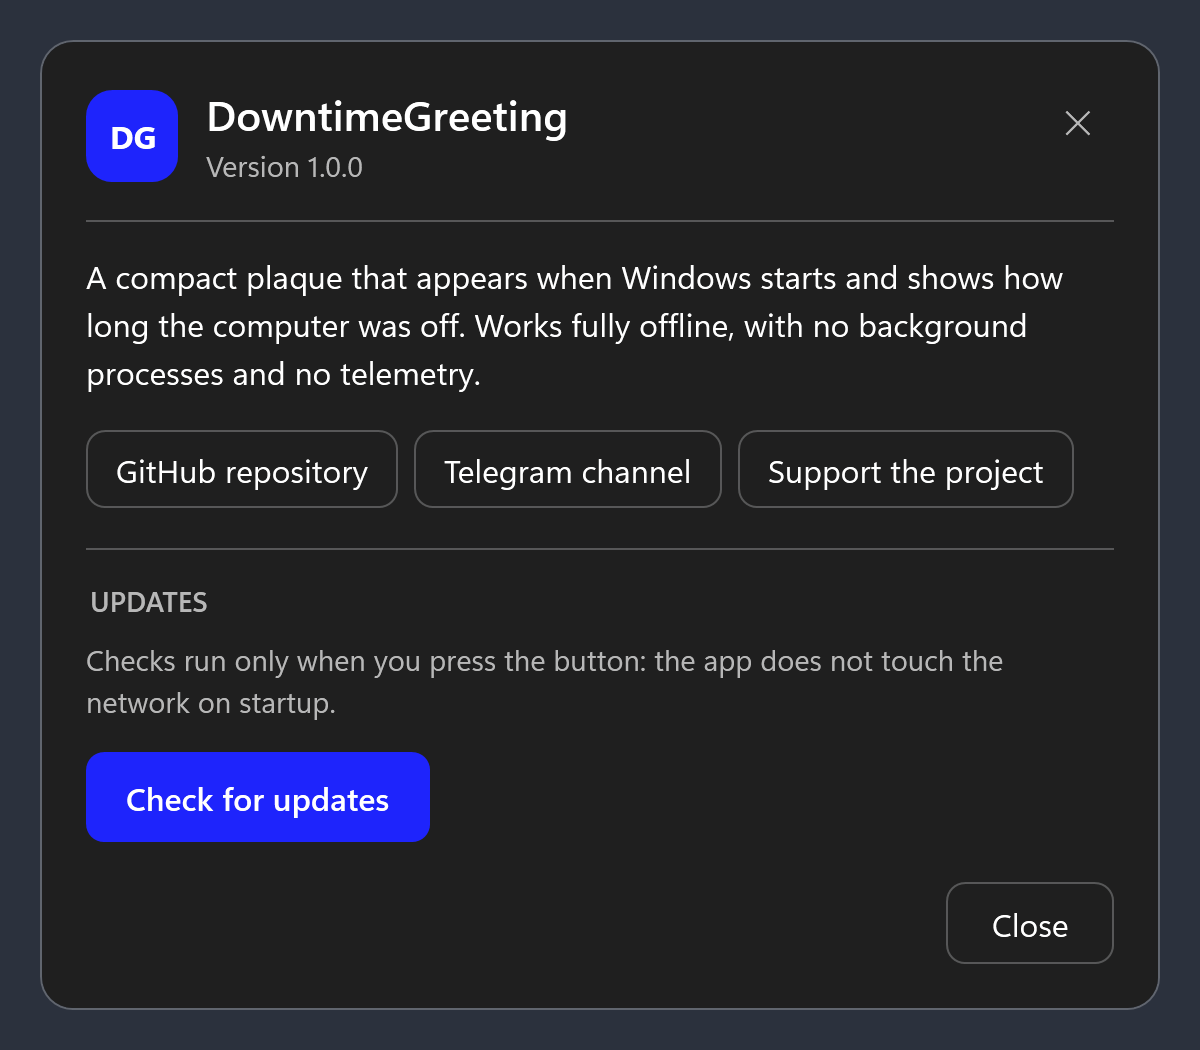 DG
DowntimeGreeting
Version 1.0.0
A compact plaque that appears when Windows starts and shows how
long the computer was off. Works fully offline, with no background
processes and no telemetry.
GitHub repository
Telegram channel
Support the project
UPDATES
Checks run only when you press the button: the app does not touch the
network on startup.
Check for updates
Close